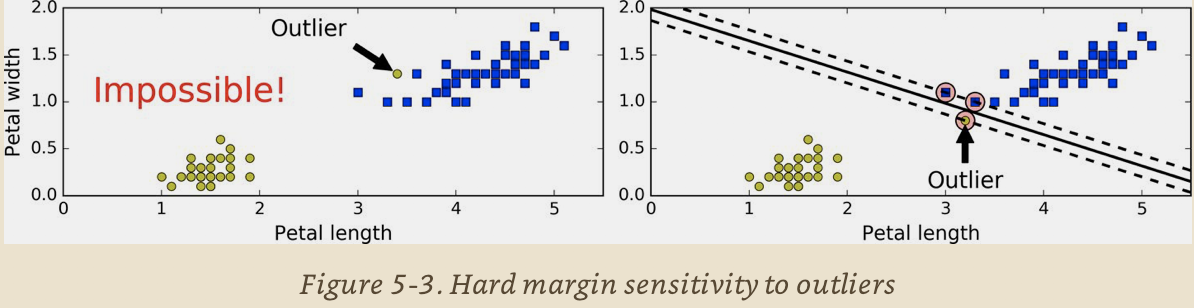 2.0
1.5
1.0
0.5
0.0
Petal width
Outlier
Impossible!
0 1 2 3 4 5
Petal length
2.0
1.5
1.0
0.5
0.0
Outlier
0 1 2 3 4 5
Petal length
Figure 5-3. Hard margin sensitivity to outliers